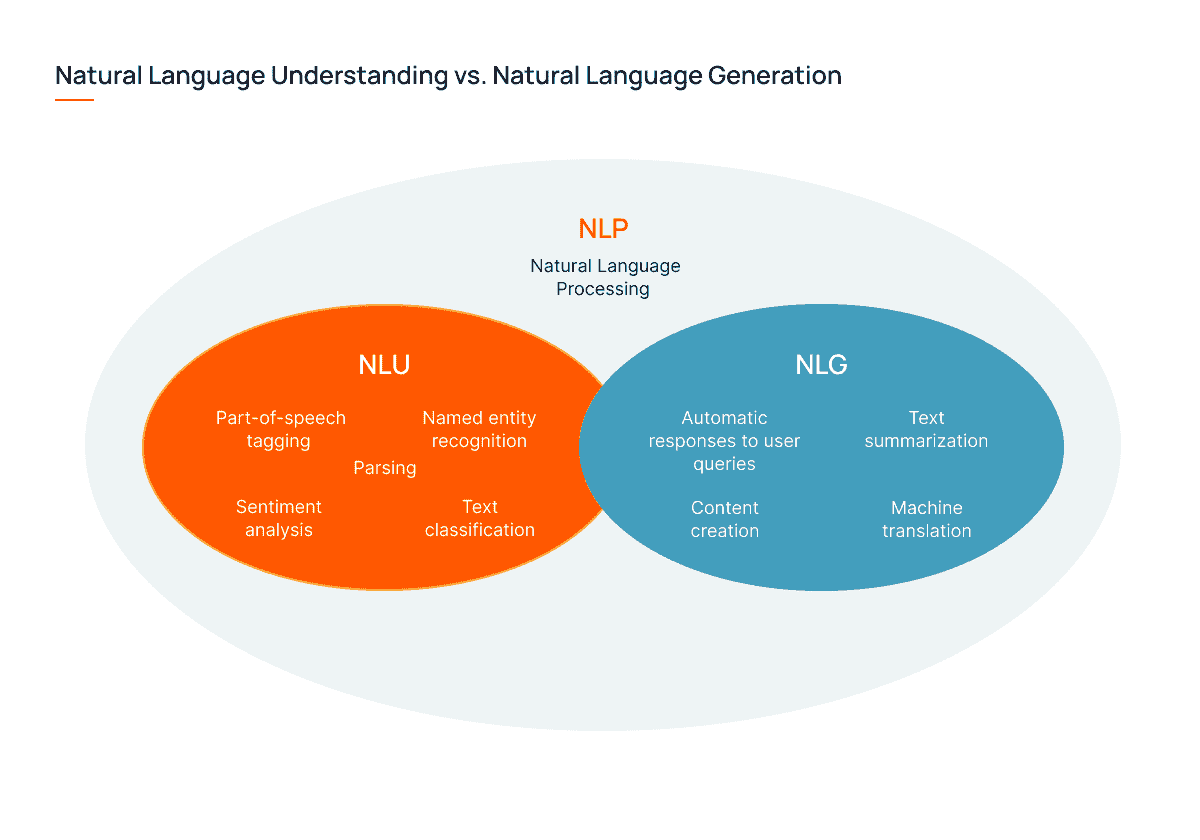 Natural Language Understanding vs. Natural Language Generation
NLP
Natural Language
Processing
NLU
Part-of-speech
tagging
Named entity
recognition
Parsing
Sentiment
analysis
Text
classification
NLG
Automatic
responses to user
queries
Text
summarization
Content
creation
Machine
translation